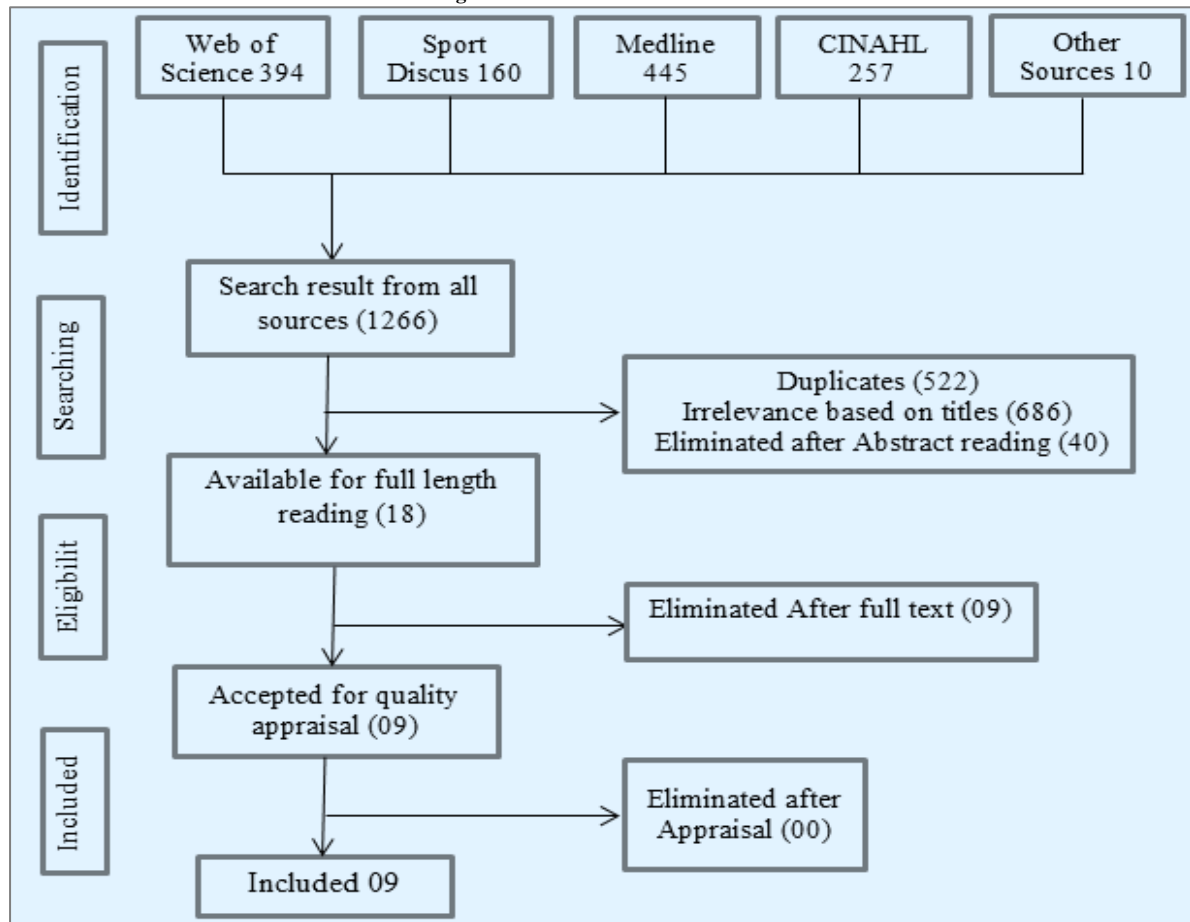 Identification
Web of
Science 394
Sport
Discus 160
Medline
445
CINAHL
257
Other
Sources 10
Searching
Search result from all
sources (1266)
Duplicates (522)
Irrelevance based on titles (686)
Eliminated after Abstract reading (40)
Available for full length
reading (18)
Eligibilit
Eliminated After full text (09)
Accepted for quality
appraisal (09)
Included
Eliminated after
Appraisal (00)
Included 09